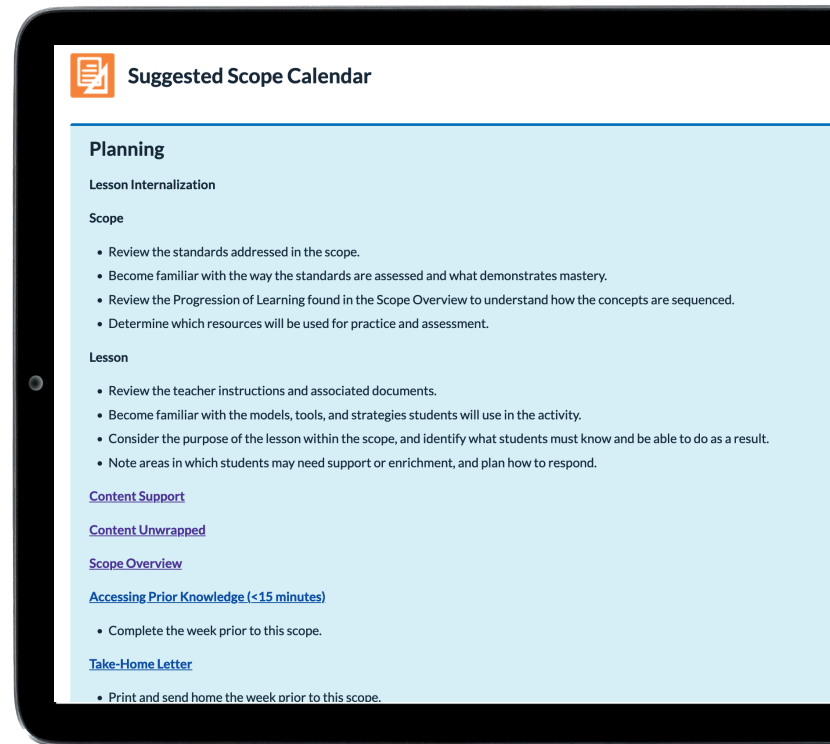 Suggested Scope Calendar
Planning
Lesson Internalization
Scope
• Review the standards addressed in the scope.
• Become familiar with the way the standards are assessed and what demonstrates mastery.
• Review the Progression of Learning found in the Scope Overview to understand how the concepts are sequenced.
• Determine which resources will be used for practice and assessment.
Lesson
• Review the teacher instructions and associated documents.
• Become familiar with the models, tools, and strategies students will use in the activity.
• Consider the purpose of the lesson within the scope, and identify what students must know and be able to do as a result.
• Note areas in which students may need support or enrichment, and plan how to respond.
Content Support
Content Unwrapped
Scope Overview
Accessing Prior Knowledge (<15 minutes)
• Complete the week prior to this scope.
Take-Home Letter
• Print and send home the week prior to this scope.